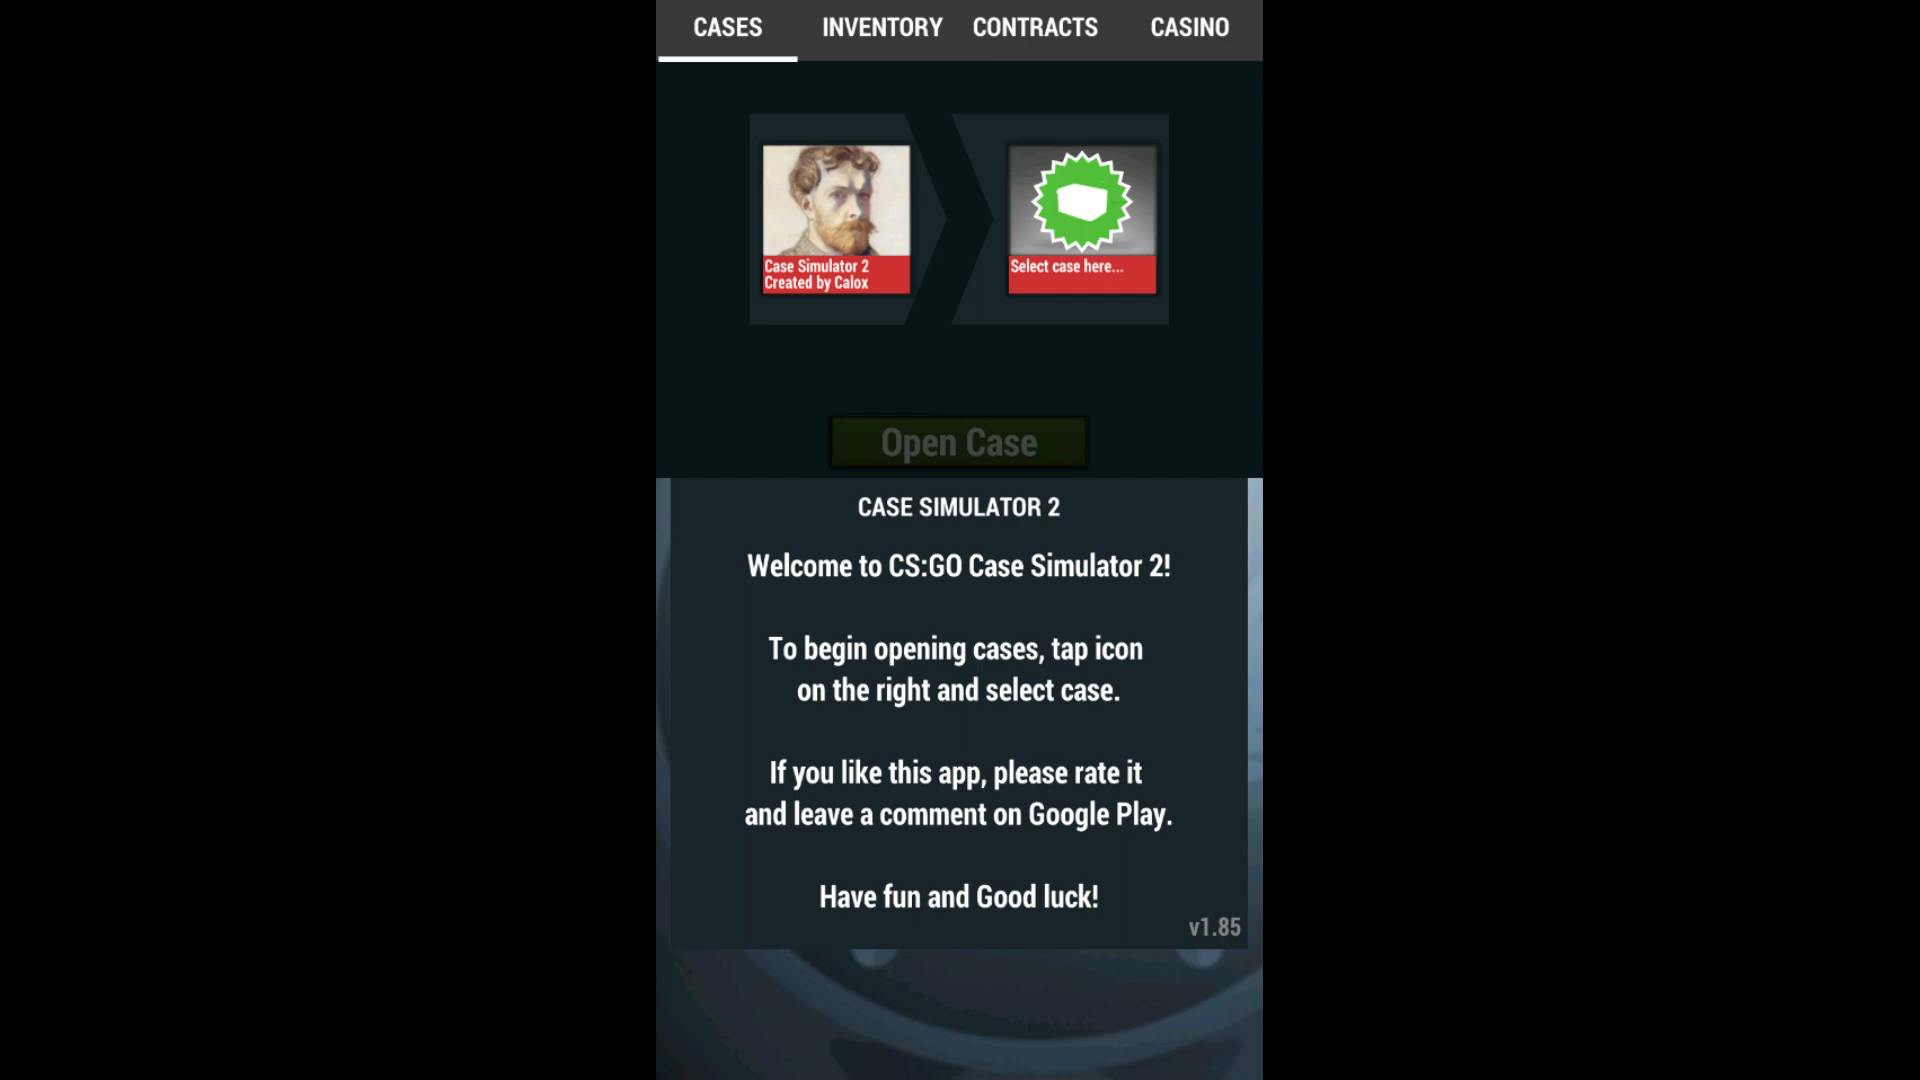 CASES INVENTORY CONTRACTS CASINO
Case Simulator 2
Created by Calox
Select case here...
Open Case
CASE SIMULATOR 2
Welcome to CS:GO Case Simulator 2!
To begin opening cases, tap icon
on the right and select case.
If you like this app, please rate it
and leave a comment on Google Play.
Have fun and Good luck!
v1.85